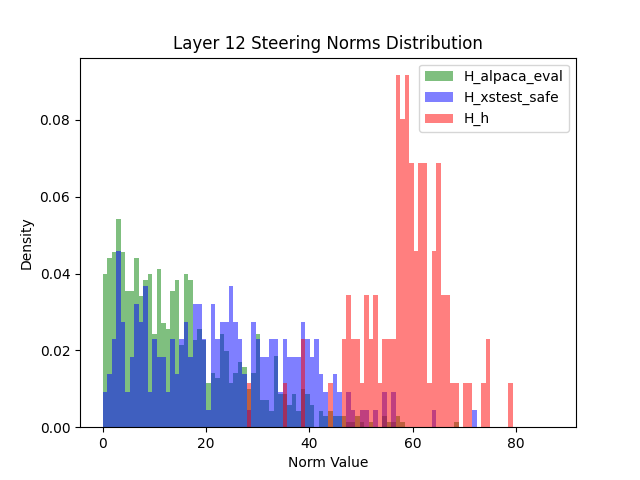 Layer 12 Steering Norms Distribution
H_alpaca_eval
H_xstest_safe
H_h
Density
0.08
0.06
0.04
0.02
0.00
0 20 40 60 80
Norm Value